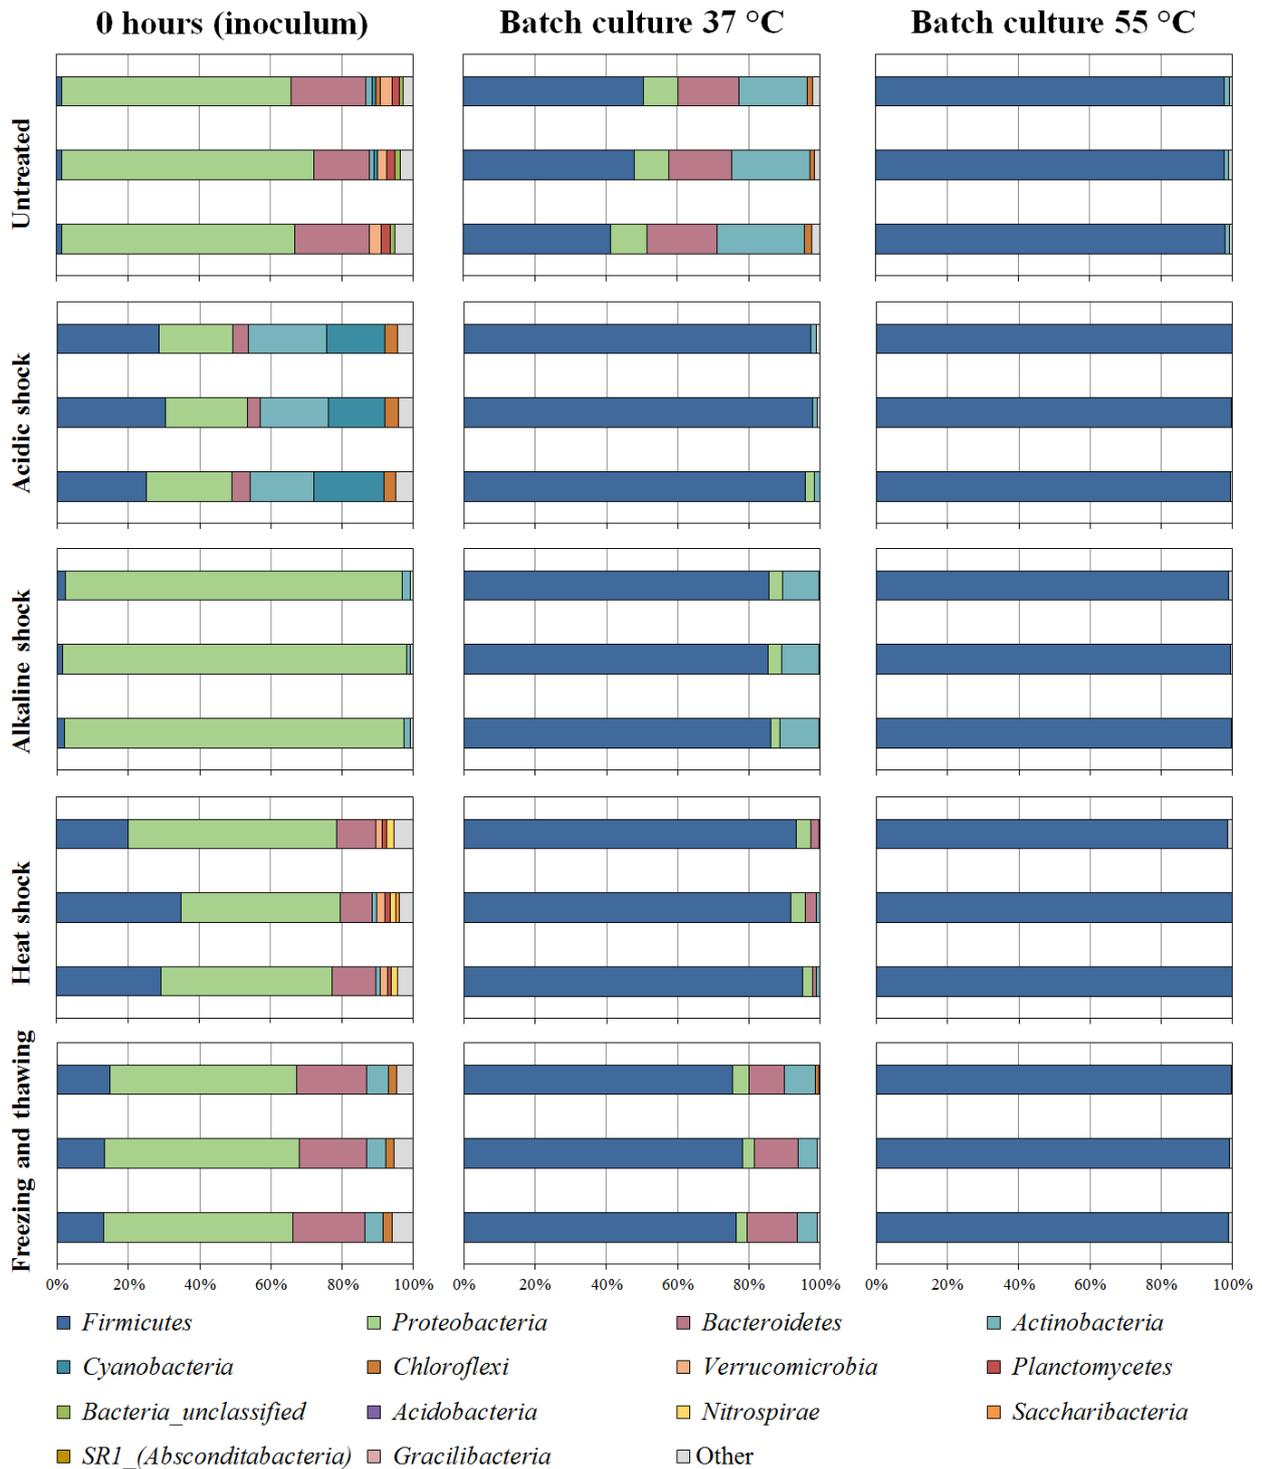 0 hours (inoculum) Batch culture 37 °C Batch culture 55 °C
Untreated
Acidic shock
Alkaline shock
Heat shock
Freezing and thawing
0% 20% 40% 60% 80% 100% 0% 20% 40% 60% 80% 100% 0% 20% 40% 60% 80% 100%
Firmicutes Proteobacteria Bacteroidetes Actinobacteria
Cyanobacteria Chloroflexi Verrucomicrobia Planctomycetes
Bacteria_unclassified Acidobacteria Nitrospirae Saccharibacteria
SR1_(Absconditabacteria) Gracilibacteria Other